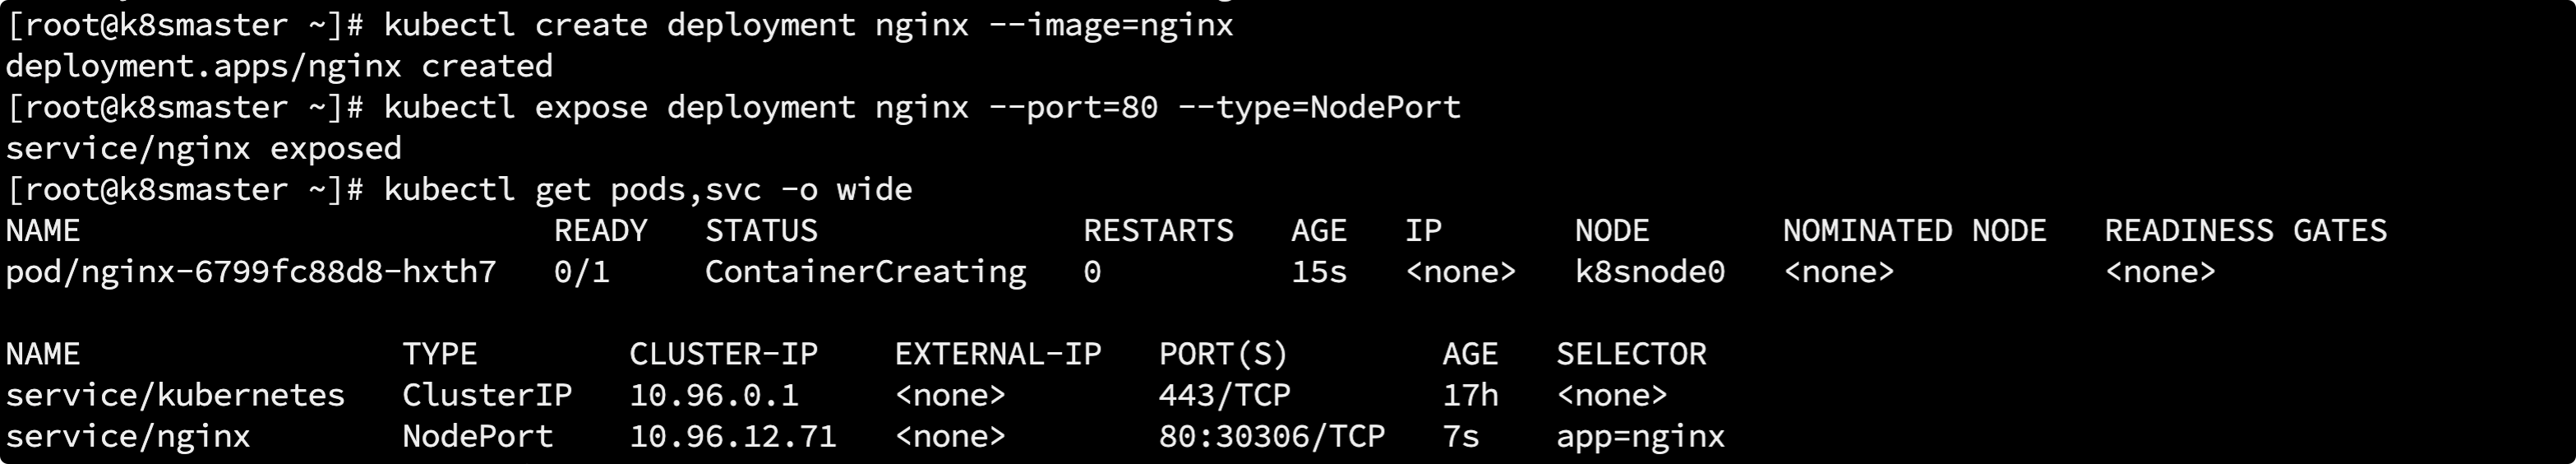 [root@k8smaster ~]# kubectl create deployment nginx --image=nginx
deployment.apps/nginx created
[root@k8smaster ~]# kubectl expose deployment nginx --port=80 --type=NodePort
service/nginx exposed
[root@k8smaster ~]# kubectl get pods,svc -o wide
NAME                         READY   STATUS              RESTARTS   AGE   IP       NODE       NOMINATED NODE   READINESS GATES
pod/nginx-6799fc88d8-hxth7   0/1     ContainerCreating   0          15s   <none>   k8snode0   <none>           <none>

NAME                 TYPE        CLUSTER-IP    EXTERNAL-IP   PORT(S)        AGE   SELECTOR
service/kubernetes   ClusterIP   10.96.0.1     <none>        443/TCP        17h   <none>
service/nginx        NodePort    10.96.12.71   <none>        80:30306/TCP   7s    app=nginx